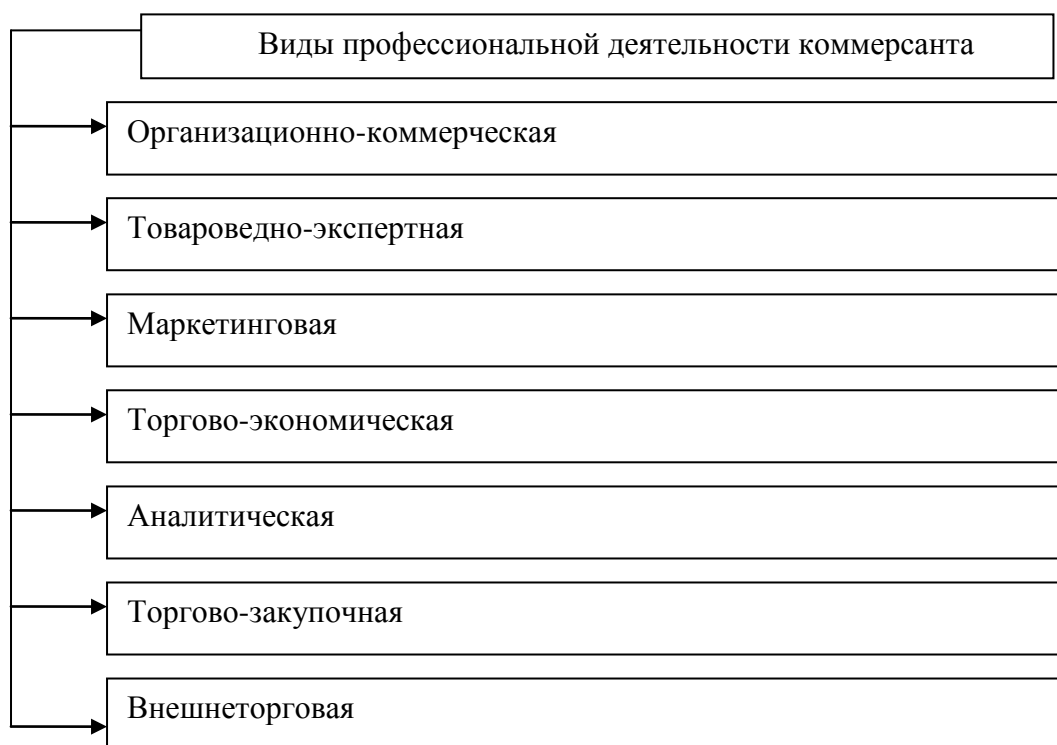 Виды профессиональной деятельности коммерсанта
Организационно-коммерческая
Товароведно-экспертная
Маркетинговая
Торгово-экономическая
Аналитическая
Торгово-закупочная
Внешнеторговая